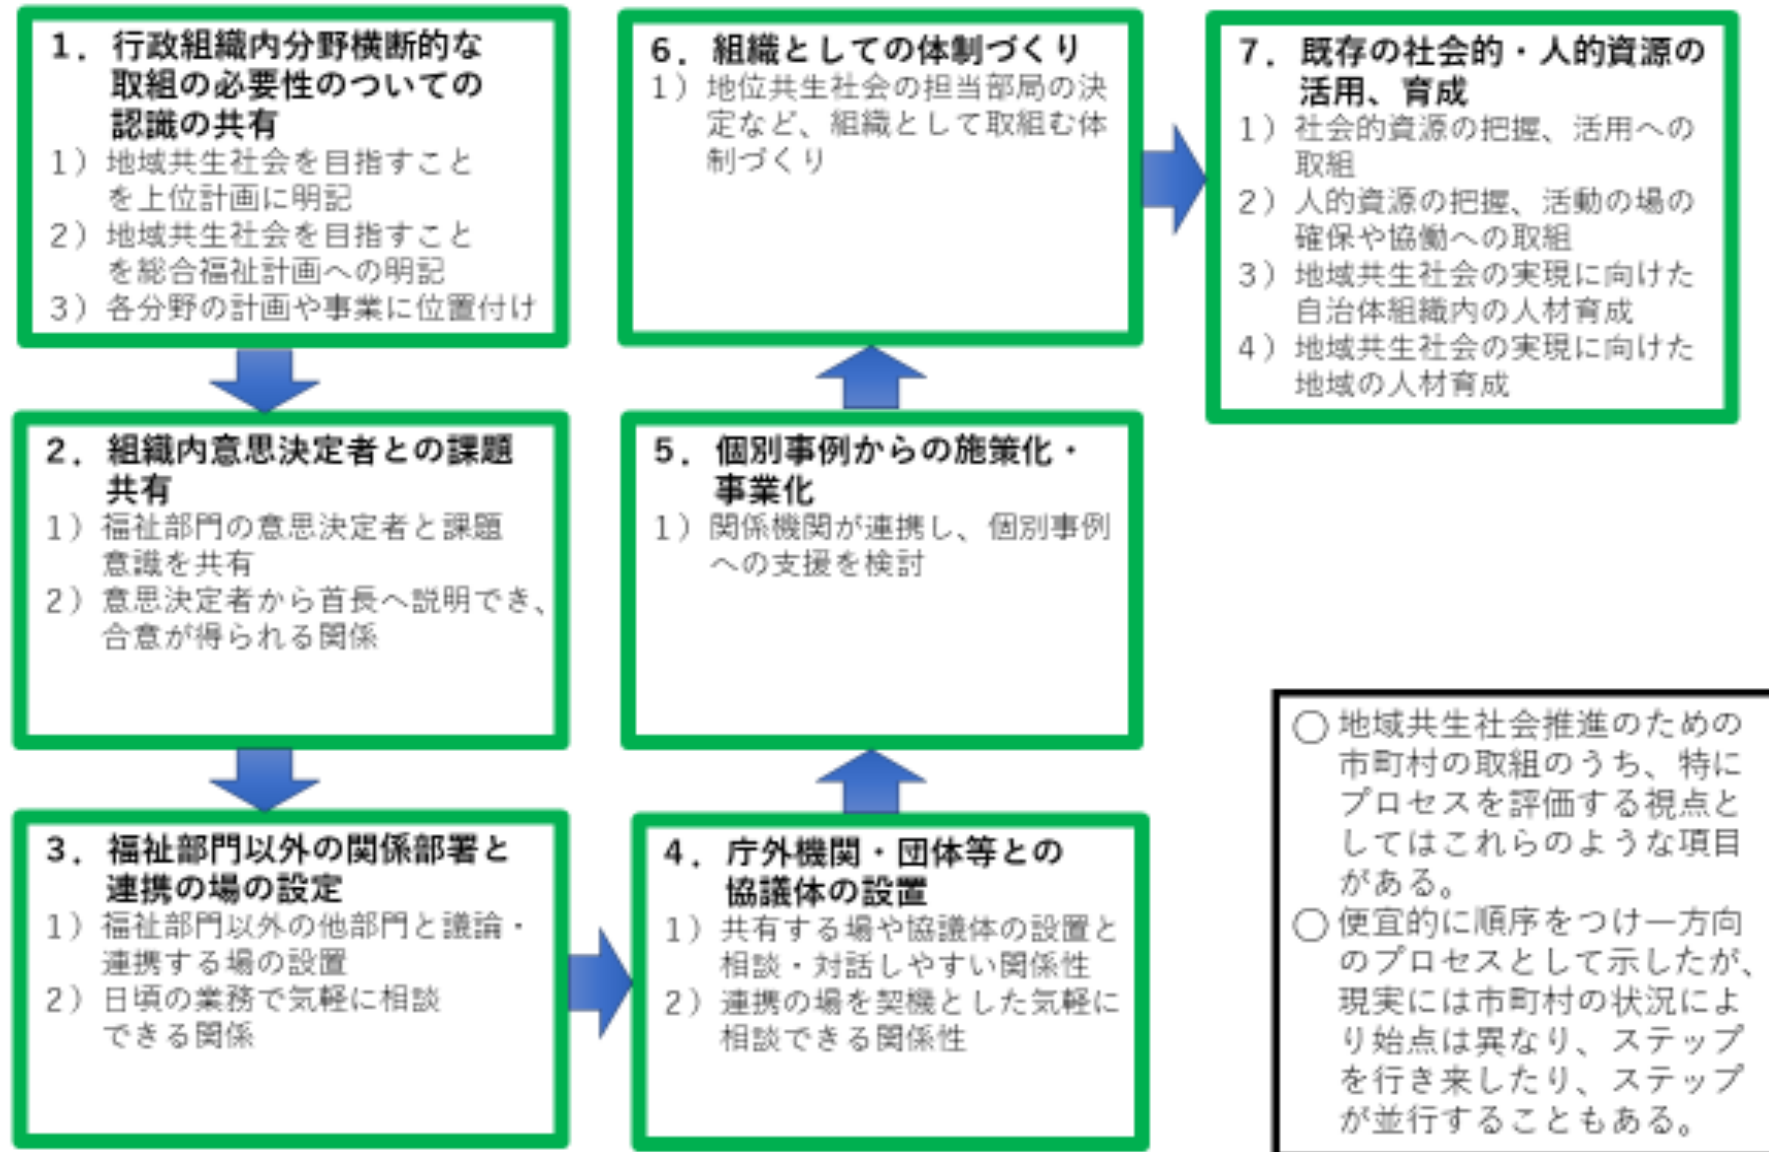 1．行政組織内分野横断的な
取組の必要性のついての
認識の共有
1）地域共生社会を目指すこと
を上位計画に明記
2）地域共生社会を目指すこと
を総合福祉計画への明記
3）各分野の計画や事業に位置付け
2．組織内意思決定者との課題
共有
1）福祉部門の意思決定者と課題
意識を共有
2）意思決定者から首長へ説明でき、
合意が得られる関係
3．福祉部門以外の関係部署と
連携の場の設定
1）福祉部門以外の他部門と議論・
連携する場の設置
2）日頃の業務で気軽に相談
できる関係
4．庁外機関・団体等との
協議体の設置
1）共有する場や協議体の設置と
相談・対話しやすい関係性
2）連携の場を契機とした気軽に
相談できる関係性
5．個別事例からの施策化・
事業化
1）関係機関が連携し、個別事例
への支援を検討
6．組織としての体制づくり
1）地位共生社会の担当部局の決
定など、組織として取組む体
制づくり
7．既存の社会的・人的資源の
活用、育成
1）社会的資源の把握、活用への
取組
2）人的資源の把握、活動の場の
確保や協働への取組
3）地域共生社会の実現に向けた
自治体組織内の人材育成
4）地域共生社会の実現に向けた
地域の人材育成
○地域共生社会推進のための
市町村の取組のうち、特に
プロセスを評価する視点と
してはこれらのような項目
がある。
○便宜的に順序をつけ一方向
のプロセスとして示したが、
現実には市町村の状況によ
り始点は異なり、ステップ
を行き来したり、ステップ
が並行することもある。